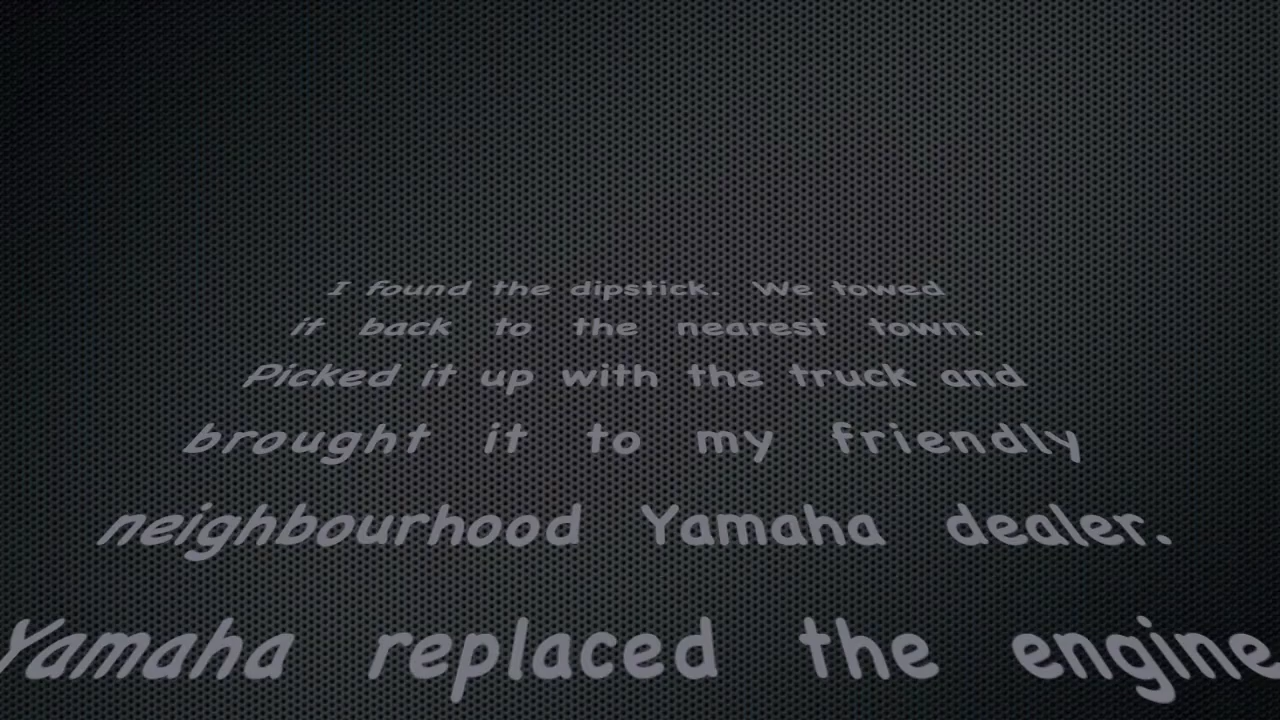 I found the dipstick. We towed
it back to the nearest town.
Picked it up with the truck and
brought it to my friendly
neighbourhood Yamaha dealer.
Yamaha replaced the engine